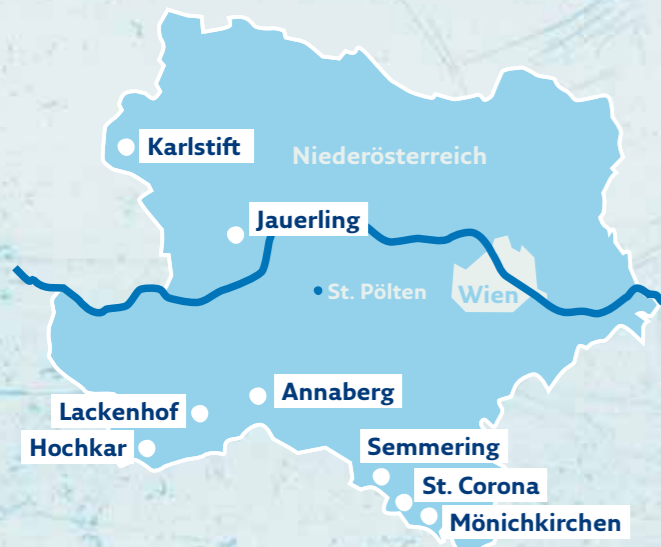 Karlstift
Niederösterreich
Jauerling
St. Pölten
Wien
Annaberg
Lackenhof
Hochkar
Semmering
St. Corona
Mönichkirchen